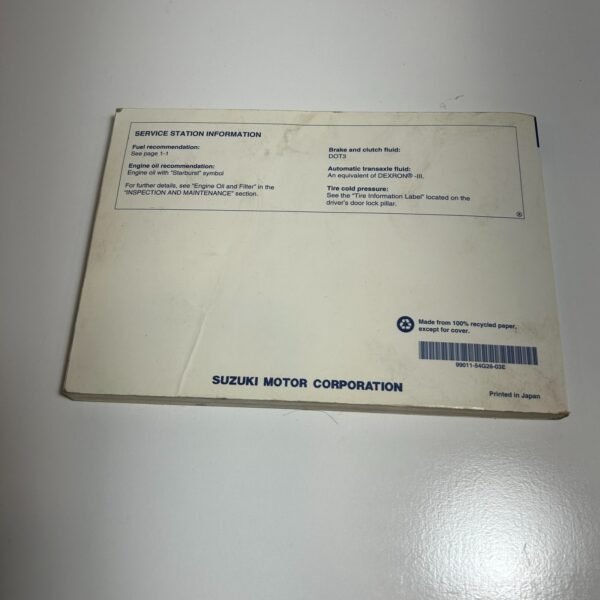 SERVICE STATION INFORMATION
Fuel recommendation:
See page 1-1
Engine oil recommendation:
Engine oil with "Starburst" symbol
For further details, see "Engine Oil and Filter" in the
"INSPECTION AND MAINTENANCE" section.
Brake and clutch fluid:
DOT3
Automatic transaxle fluid:
An equivalent of DEXRON® -III.
Tire cold pressure:
See the "Tire Information Label" located on the
driver's door lock pillar.
Made from 100% recycled paper,
except for cover.
99011-54G28-03E
SUZUKI MOTOR CORPORATION
Printed in Japan